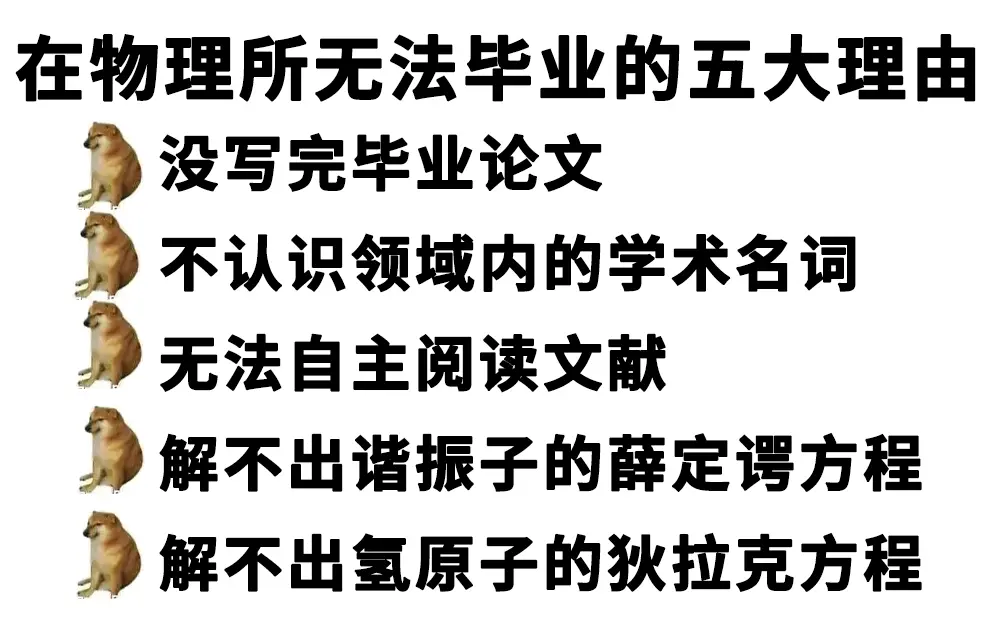 在物理所无法毕业的五大理由
没写完毕业论文
不认识领域内的学术名词
无法自主阅读文献
解不出谐振子的薛定谔方程
解不出氢原子的狄拉克方程